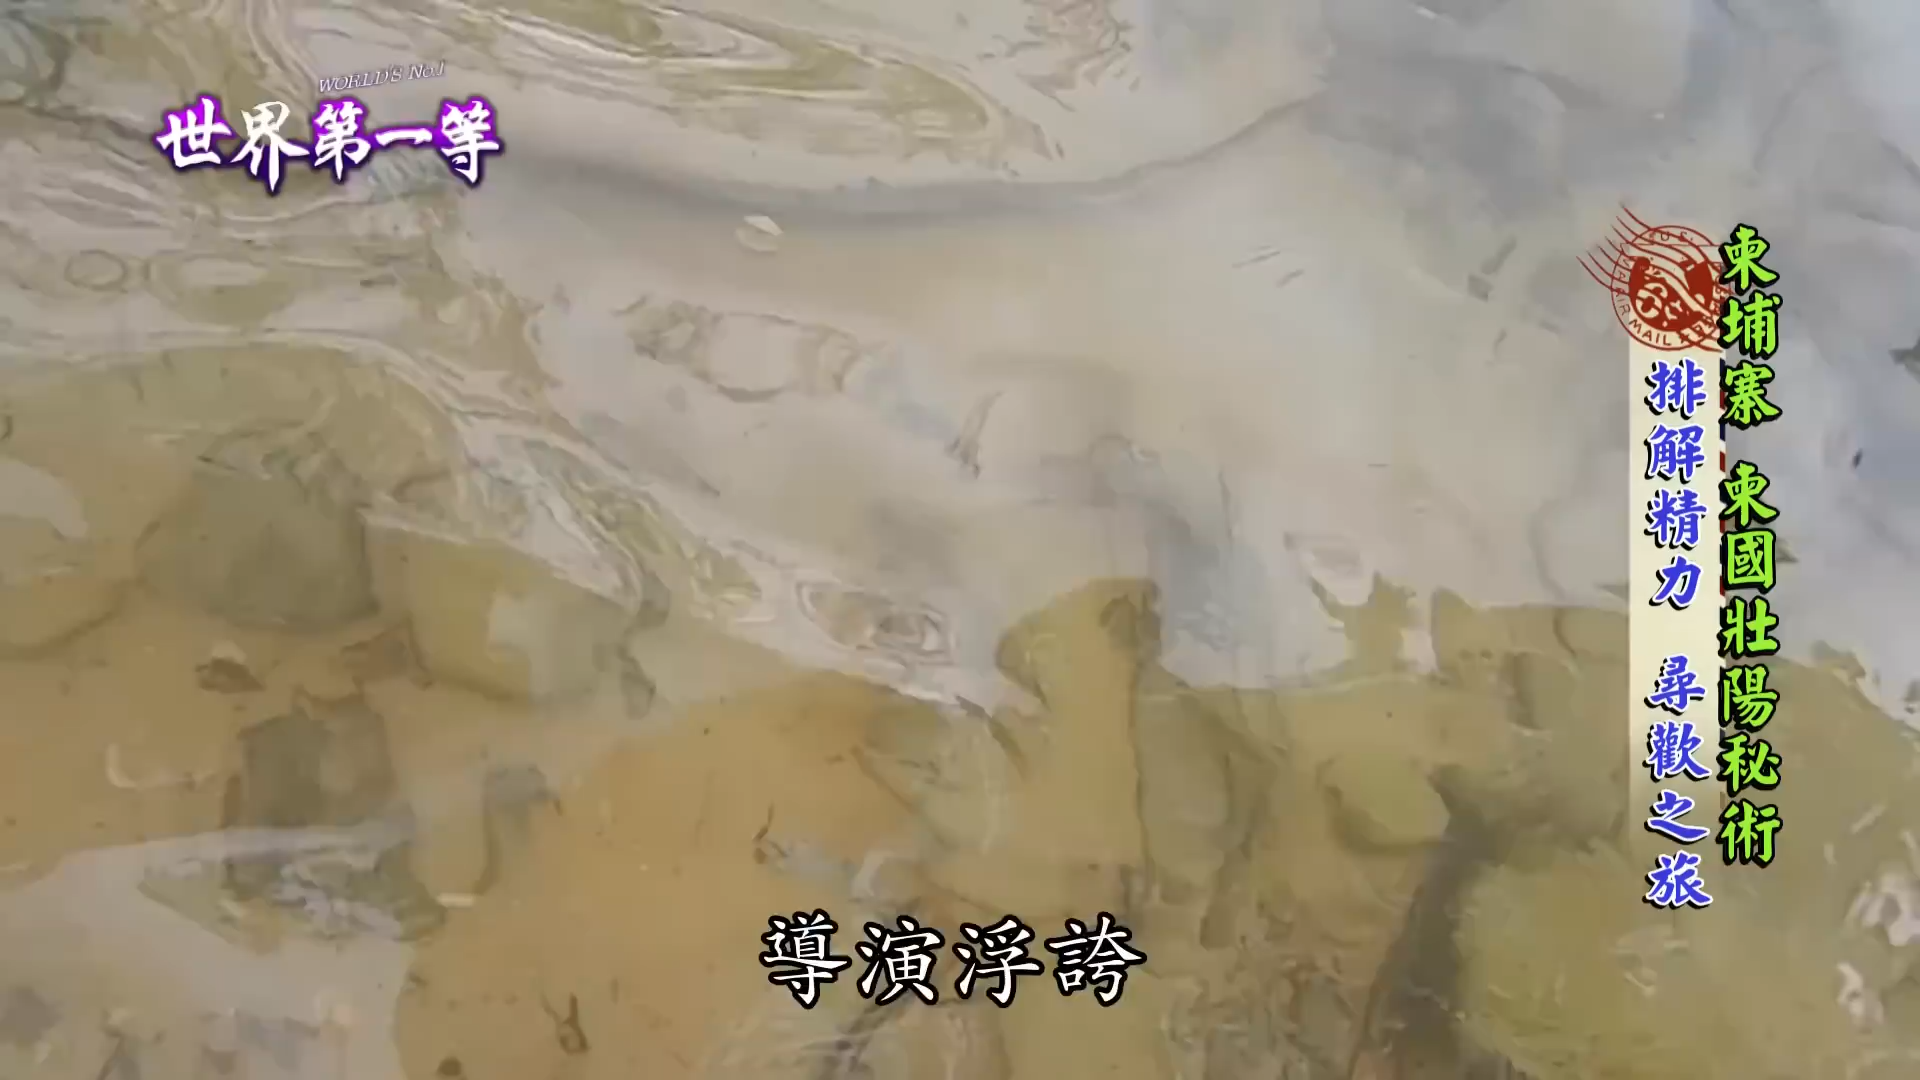 WORLD'S No.1
世界第一等
柬埔寨 柬國壯陽秘術
排解精力 尋歡之旅
MAIL
導演浮誇